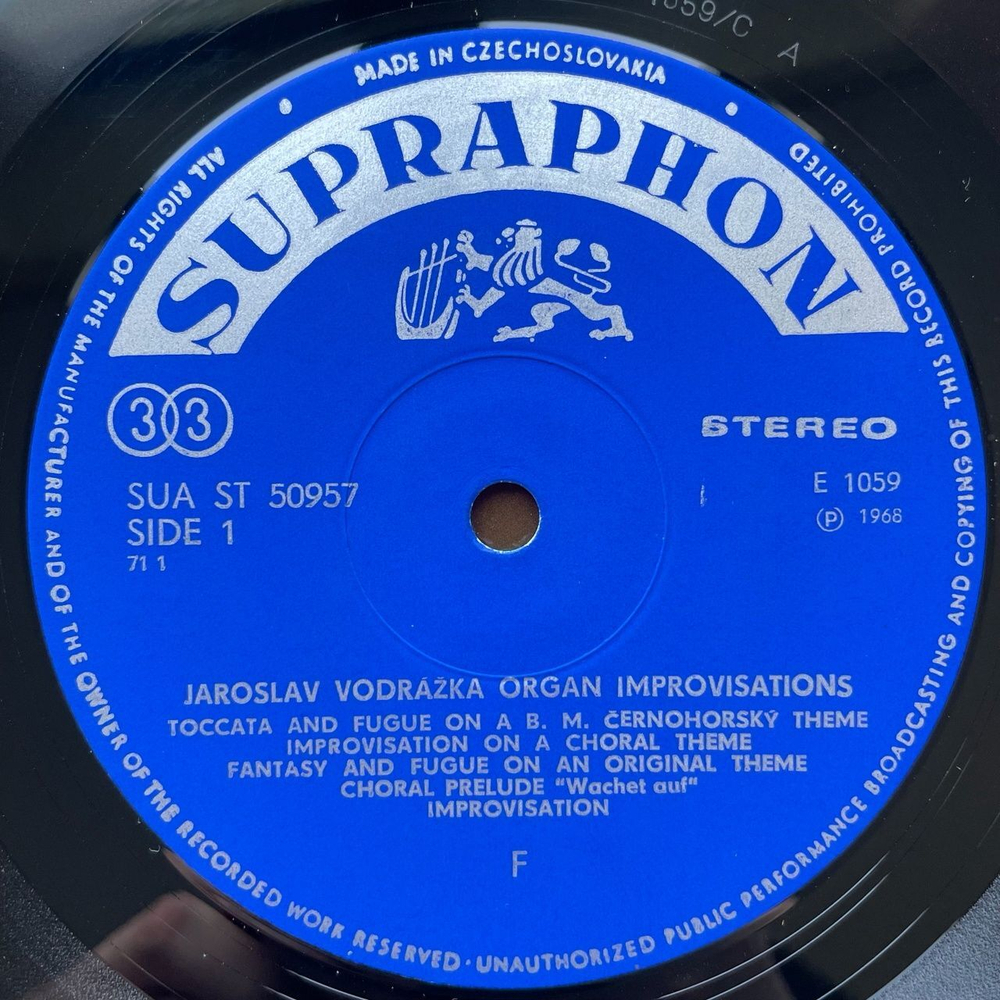 1059/C A
MADE IN CZECHOSLOVAKIA
SUPRAPHON
33
STEREO
SUA ST 50957
E 1059
SIDE 1
Ⓟ 1968
71 1
JAROSLAV VODRÁŽKA ORGAN IMPROVISATIONS
TOCCATA AND FUGUE ON A B. M. ČERNOHORSKÝ THEME
IMPROVISATION ON A CHORAL THEME
FANTASY AND FUGUE ON AN ORIGINAL THEME
CHORAL PRELUDE "Wachet auf"
IMPROVISATION
F
ALL RIGHTS OF THE MANUFACTURER AND OF THE OWNER OF THE RECORDED WORK RESERVED · UNAUTHORIZED PUBLIC PERFORMANCE BROADCASTING AND COPYING OF THIS RECORD PROHIBITED